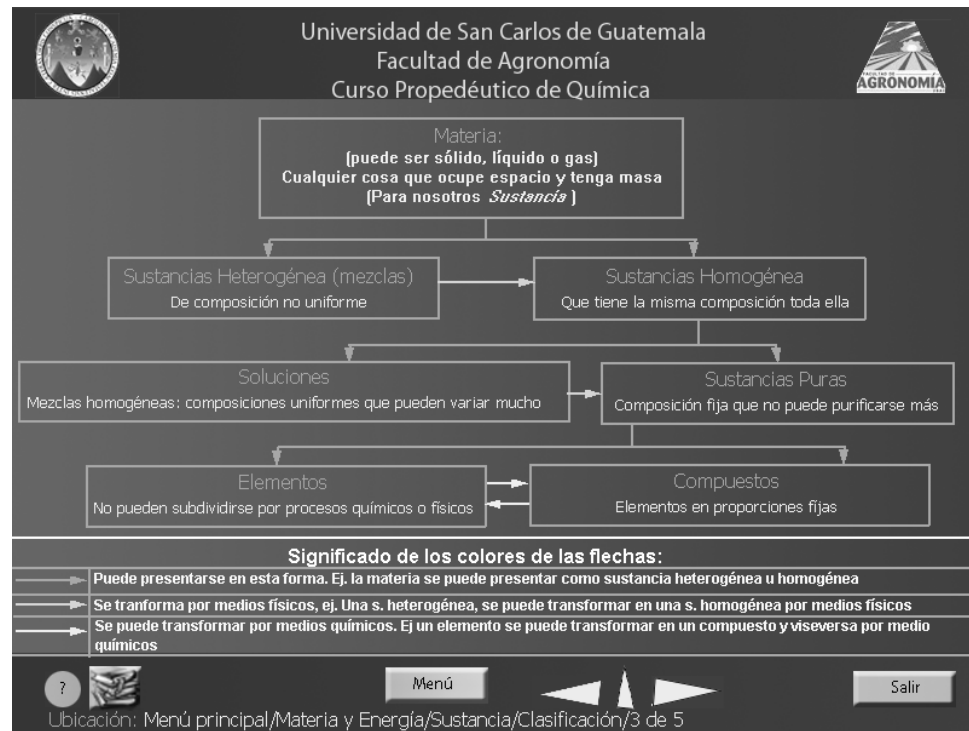 Universidad de San Carlos de Guatemala
Facultad de Agronomía
Curso Propedéutico de Química
FACULTAD DE
AGRONOMIA
Materia:
(puede ser sólido, líquido o gas)
Cualquier cosa que ocupe espacio y tenga masa
(Para nosotros Sustancía )
Sustancias Heterogénea (mezclas)
De composición no uniforme
Sustancias Homogénea
Que tiene la misma composición toda ella
Soluciones
Mezclas homogéneas: composiciones uniformes que pueden variar mucho
Sustancias Puras
Composición fija que no puede purificarse más
Elementos
No pueden subdividirse por procesos químicos o físicos
Compuestos
Elementos en proporciones fíjas
Significado de los colores de las flechas:
Puede presentarse en esta forma. Ej. la materia se puede presentar como sustancia heterogénea u homogénea
Se tranforma por medios físicos, ej. Una s. heterogénea, se puede transformar en una s. homogénea por medios físicos
Se puede transformar por medios químicos. Ej un elemento se puede transformar en un compuesto y viseversa por medio
químicos
?
Menú
Salir
Ubicación: Menú principal/Materia y Energía/Sustancia/Clasificación/3 de 5